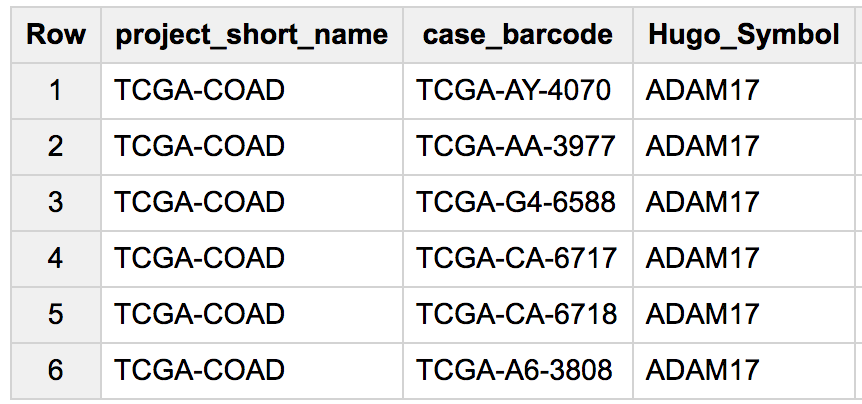 Row project_short_name case_barcode Hugo_Symbol
1 TCGA-COAD TCGA-AY-4070 ADAM17
2 TCGA-COAD TCGA-AA-3977 ADAM17
3 TCGA-COAD TCGA-G4-6588 ADAM17
4 TCGA-COAD TCGA-CA-6717 ADAM17
5 TCGA-COAD TCGA-CA-6718 ADAM17
6 TCGA-COAD TCGA-A6-3808 ADAM17